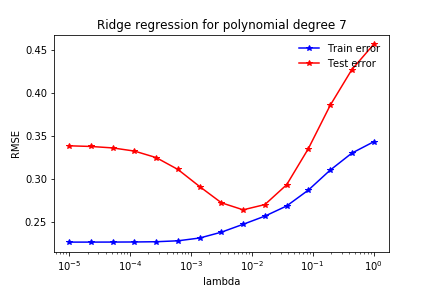 Ridge regression for polynomial degree 7
RMSE
0.45
0.40
0.35
0.30
0.25
Train error
Test error
10⁻⁵
10⁻⁴
10⁻³
10⁻²
10⁻¹
10⁰
lambda